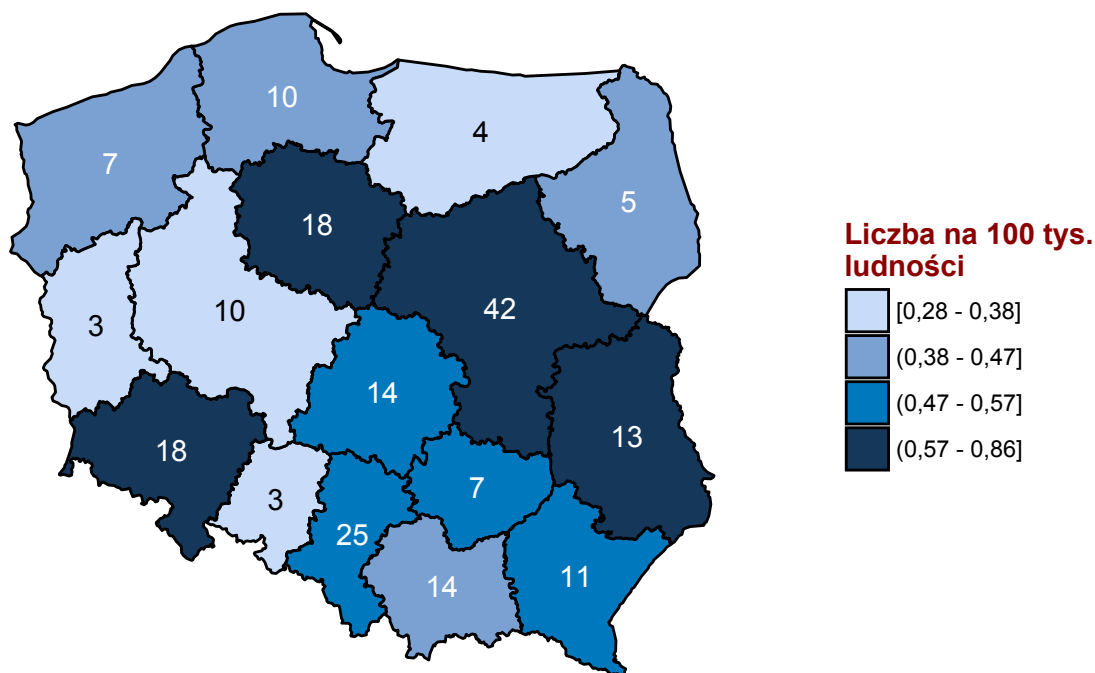 10
4
7
5
18
42
3
10
14
18
13
3
7
25
11
14
Liczba na 100 tys.
ludności
[0,28 - 0,38]
(0,38 - 0,47]
(0,47 - 0,57]
(0,57 - 0,86]